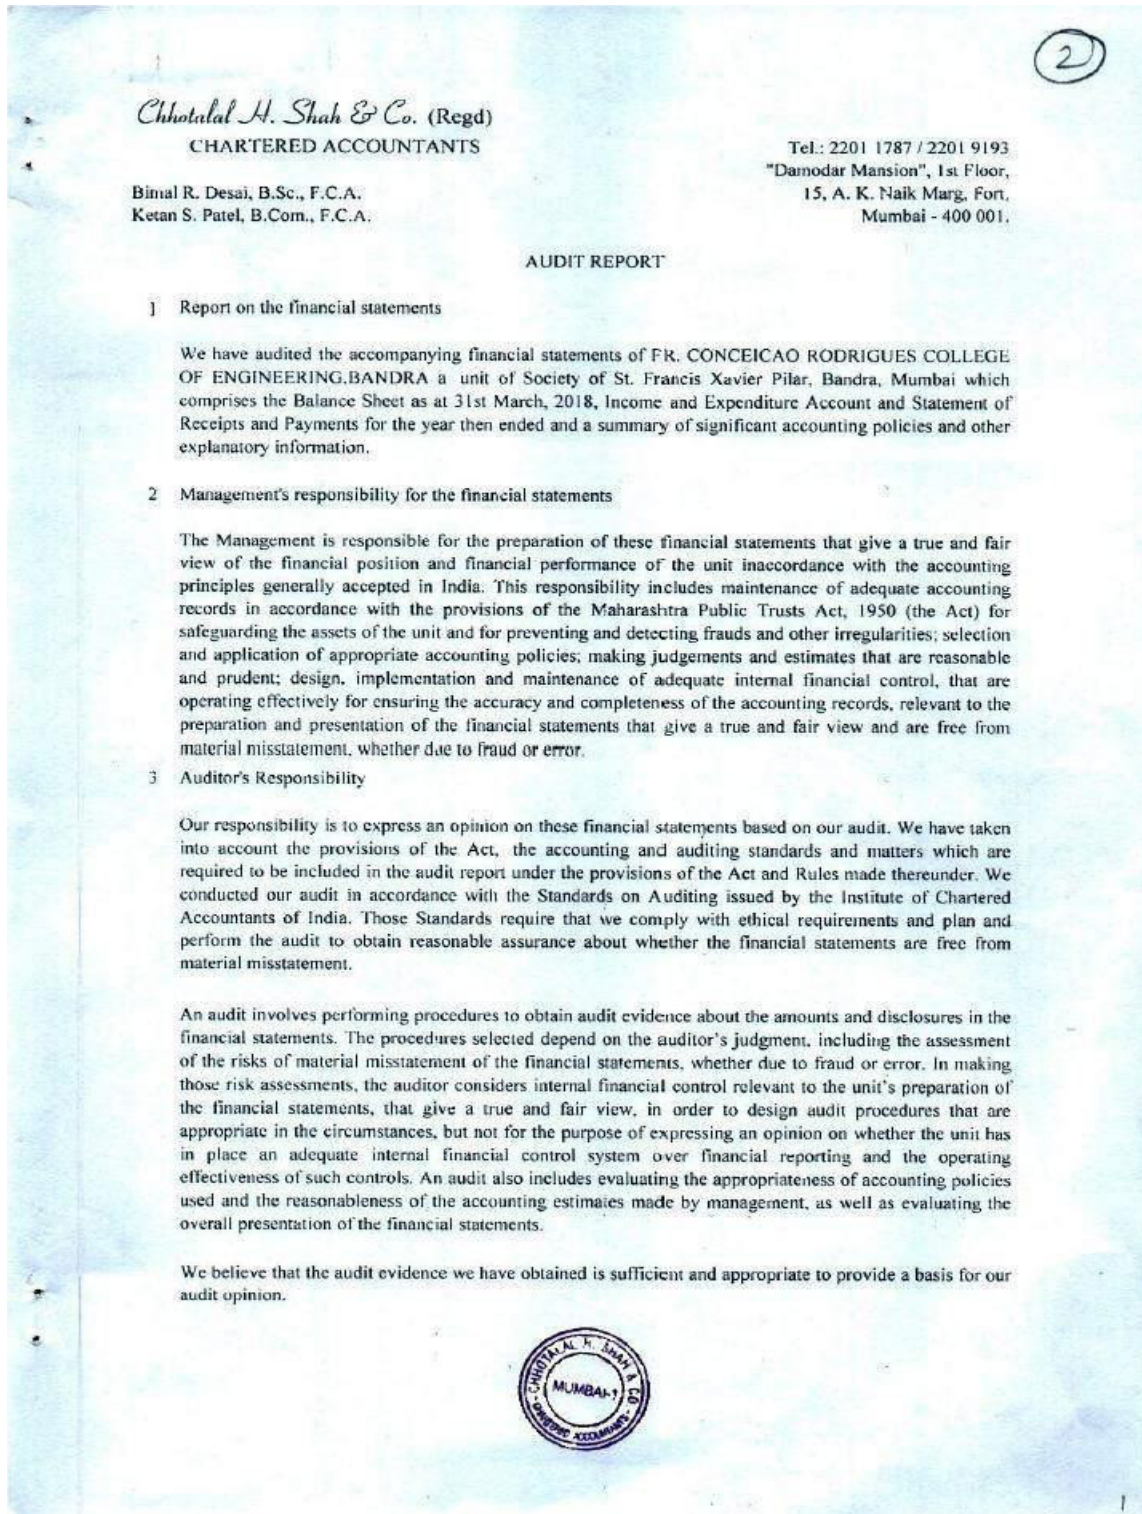 2
Chhotalal H. Shah & Co. (Regd)
CHARTERED ACCOUNTANTS
Bimal R. Desai, B.Sc., F.C.A.
Ketan S. Patel, B.Com., F.C.A.
Tel.: 2201 1787 / 2201 9193
"Damodar Mansion", 1st Floor,
15, A. K. Naik Marg, Fort,
Mumbai - 400 001.
AUDIT REPORT
1 Report on the financial statements
We have audited the accompanying financial statements of FR. CONCEICAO RODRIGUES COLLEGE
OF ENGINEERING,BANDRA a unit of Society of St. Francis Xavier Pilar, Bandra, Mumbai which
comprises the Balance Sheet as at 31st March, 2018, Income and Expenditure Account and Statement of
Receipts and Payments for the year then ended and a summary of significant accounting policies and other
explanatory information.
2 Management's responsibility for the financial statements
The Management is responsible for the preparation of these financial statements that give a true and fair
view of the financial position and financial performance of the unit inaccordance with the accounting
principles generally accepted in India. This responsibility includes maintenance of adequate accounting
records in accordance with the provisions of the Maharashtra Public Trusts Act, 1950 (the Act) for
safeguarding the assets of the unit and for preventing and detecting frauds and other irregularities; selection
and application of appropriate accounting policies; making judgements and estimates that are reasonable
and prudent; design, implementation and maintenance of adequate internal financial control, that are
operating effectively for ensuring the accuracy and completeness of the accounting records, relevant to the
preparation and presentation of the financial statements that give a true and fair view and are free from
material misstatement, whether due to fraud or error.
3 Auditor's Responsibility
Our responsibility is to express an opinion on these financial statements based on our audit. We have taken
into account the provisions of the Act, the accounting and auditing standards and matters which are
required to be included in the audit report under the provisions of the Act and Rules made thereunder. We
conducted our audit in accordance with the Standards on Auditing issued by the Institute of Chartered
Accountants of India. Those Standards require that we comply with ethical requirements and plan and
perform the audit to obtain reasonable assurance about whether the financial statements are free from
material misstatement.
An audit involves performing procedures to obtain audit evidence about the amounts and disclosures in the
financial statements. The procedures selected depend on the auditor's judgment, including the assessment
of the risks of material misstatement of the financial statements, whether due to fraud or error. In making
those risk assessments, the auditor considers internal financial control relevant to the unit's preparation of
the financial statements, that give a true and fair view, in order to design audit procedures that are
appropriate in the circumstances, but not for the purpose of expressing an opinion on whether the unit has
in place an adequate internal financial control system over financial reporting and the operating
effectiveness of such controls. An audit also includes evaluating the appropriateness of accounting policies
used and the reasonableness of the accounting estimates made by management, as well as evaluating the
overall presentation of the financial statements.
We believe that the audit evidence we have obtained is sufficient and appropriate to provide a basis for our
audit opinion.
CHHOTALAL H. SHAH & CO
MUMBAI-1
CHARTERED ACCOUNTANTS
1